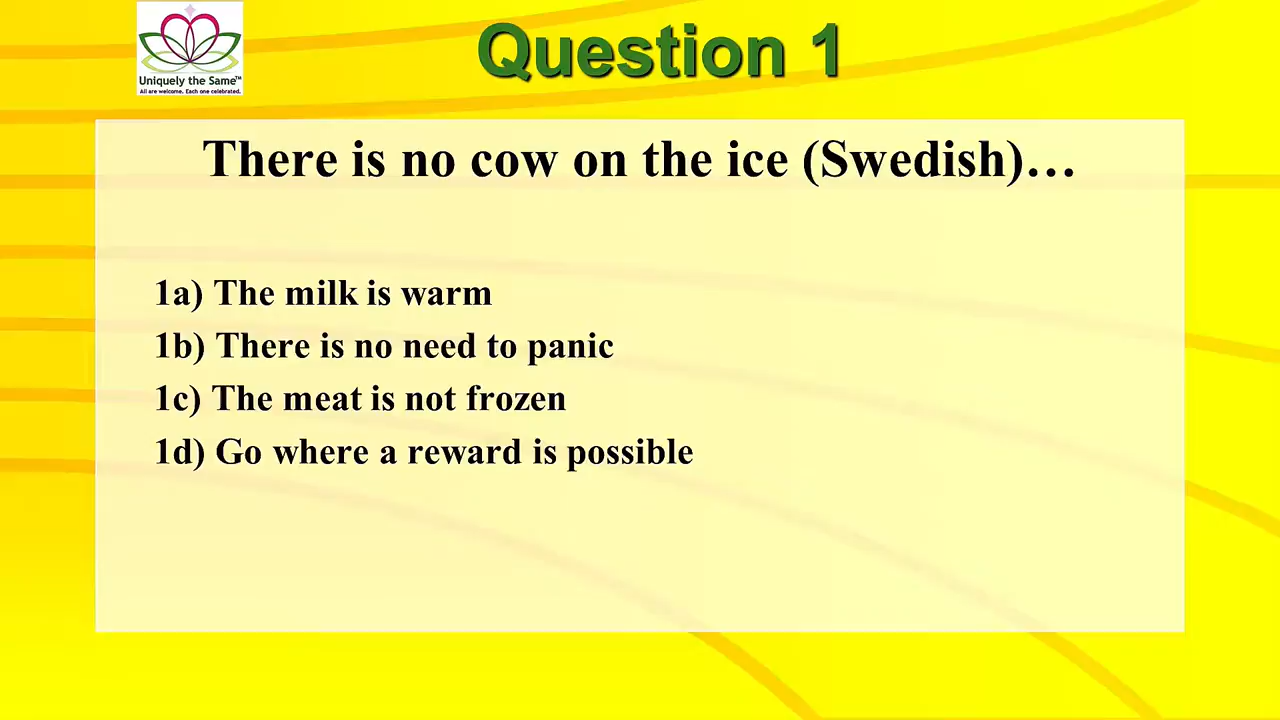 Question 1
Uniquely the Same™
All are welcome. Each one celebrated.
There is no cow on the ice (Swedish)…
1a) The milk is warm
1b) There is no need to panic
1c) The meat is not frozen
1d) Go where a reward is possible